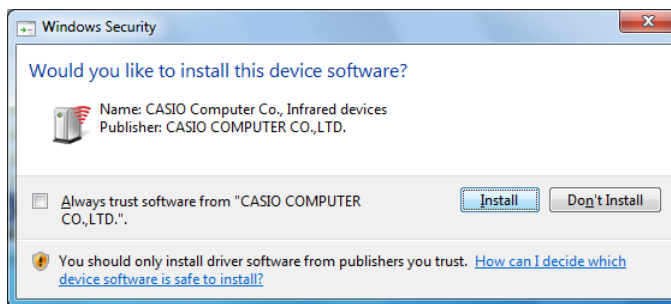 Windows Security
Would you like to install this device software?
Name: CASIO Computer Co., Infrared devices
Publisher: CASIO COMPUTER CO.,LTD.
Always trust software from "CASIO COMPUTER
CO.,LTD.".
Install
Don't Install
You should only install driver software from publishers you trust. How can I decide which
device software is safe to install?